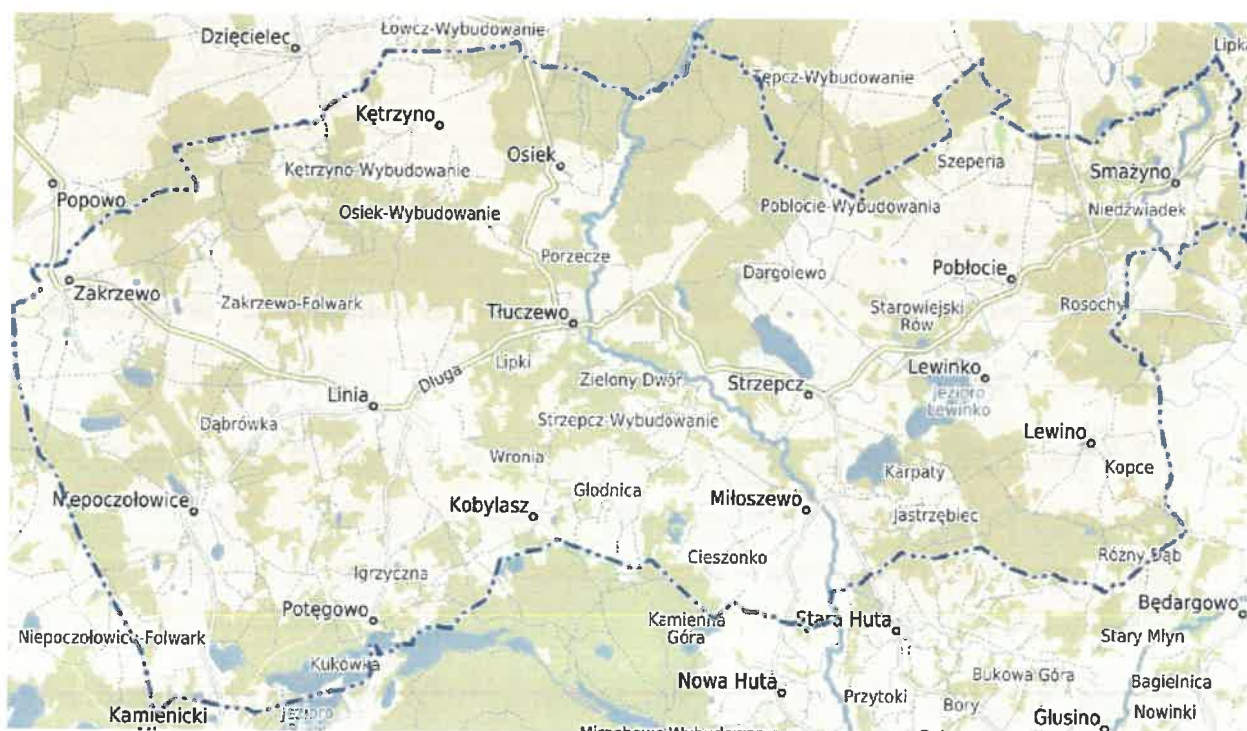 Łówcz-Wybudowanie
Dzięcielec
Lipka
Tępcz-Wybudowanie
Kętrzyno
Osiek
Szeperia
Kętrzyno-Wybudowanie
Smażyno
Popowo
Osiek-Wybudowanie
Pobłocie-Wybudowania
Niedźwiadek
Porzecze
Dargolewo
Pobłocie
Zakrzewo
Zakrzewo-Folwark
Starowiejski
Rów
Rosochy
Tłuczewo
Lipki
Długa
Zielony Dwór
Strzepcz
Lewinko
Jezioro
Lewinko
Linia
Dąbrówka
Strzepcz-Wybudowanie
Lewino
Wronia
Karpaty
Kopce
Niepoczołowice
Kobylasz
Głodnica
Miłoszewo
Jastrzębiec
Cieszonko
Różny Dąb
Igrzyczna
Potęgowo
Kamienna
Góra
Stara Huta
Będargowo
Niepoczołowice-Folwark
Stary Młyn
Kukówka
Nowa Huta
Przytoki
Bukowa Góra
Bagielnica
Bory
Nowinki
Kamienicki
Jezioro
Głusino